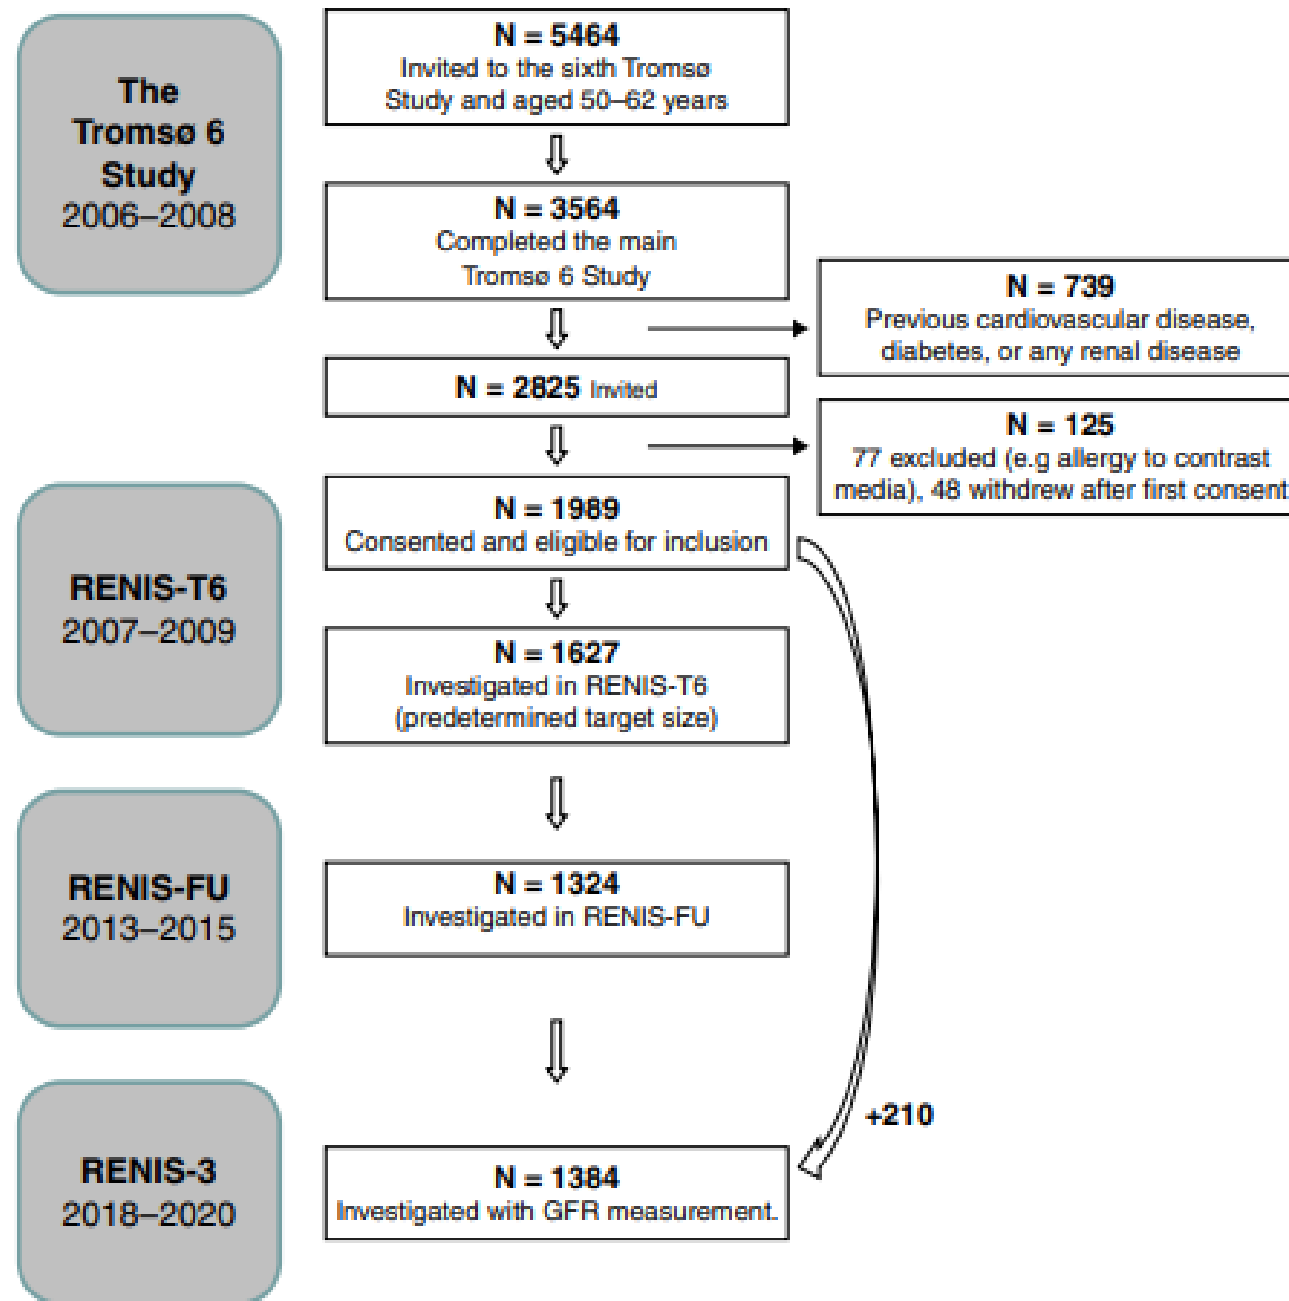 The
Tromsø 6
Study
2006–2008
N = 5464
Invited to the sixth Tromsø
Study and aged 50–62 years
N = 3564
Completed the main
Tromsø 6 Study
N = 739
Previous cardiovascular disease,
diabetes, or any renal disease
N = 2825 Invited
N = 125
77 excluded (e.g allergy to contrast
media), 48 withdrew after first consent
RENIS-T6
2007–2009
N = 1989
Consented and eligible for inclusion
N = 1627
Investigated in RENIS-T6
(predetermined target size)
RENIS-FU
2013–2015
N = 1324
Investigated in RENIS-FU
+210
RENIS-3
2018–2020
N = 1384
Investigated with GFR measurement.